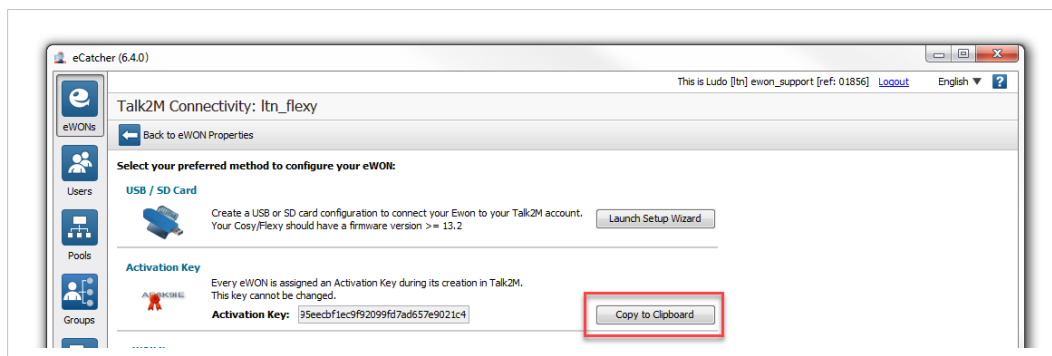 eCatcher (6.4.0)
This is Ludo [ltn] ewon_support [ref: 01856] Logout English ▼ ?
Talk2M Connectivity: ltn_flexy
eWONs
Back to eWON Properties
Select your preferred method to configure your eWON:
Users
USB / SD Card
Create a USB or SD card configuration to connect your Ewon to your Talk2M account.
Your Cosy/Flexy should have a firmware version >= 13.2
Launch Setup Wizard
Pools
Activation Key
Every eWON is assigned an Activation Key during its creation in Talk2M.
This key cannot be changed.
Activation Key: 95eecbf1ec9f92099fd7ad657e9021c4
Copy to Clipboard
Groups